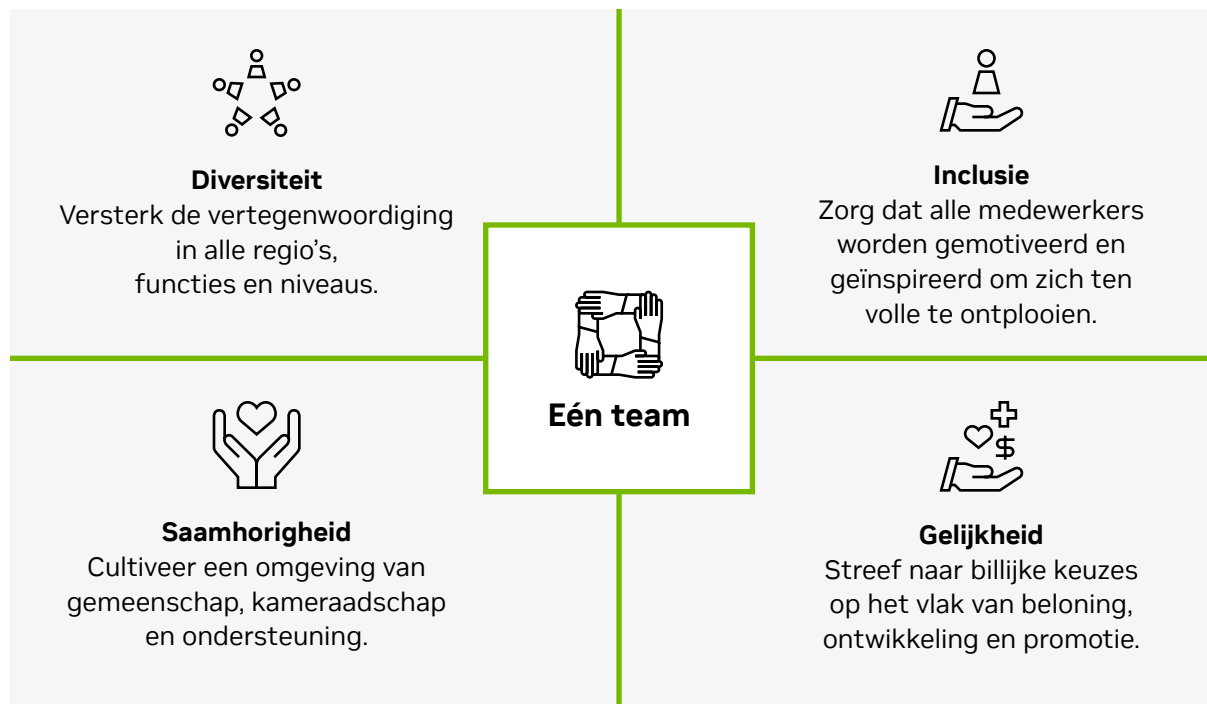 Diversiteit
Versterk de vertegenwoordiging
in alle regio’s,
functies en niveaus.
Inclusie
Zorg dat alle medewerkers
worden gemotiveerd en
geïnspireerd om zich ten
volle te ontplooien.
Eén team
Saamhorigheid
Cultiveer een omgeving van
gemeenschap, kameraadschap
en ondersteuning.
Gelijkheid
Streef naar billijke keuzes
op het vlak van beloning,
ontwikkeling en promotie.